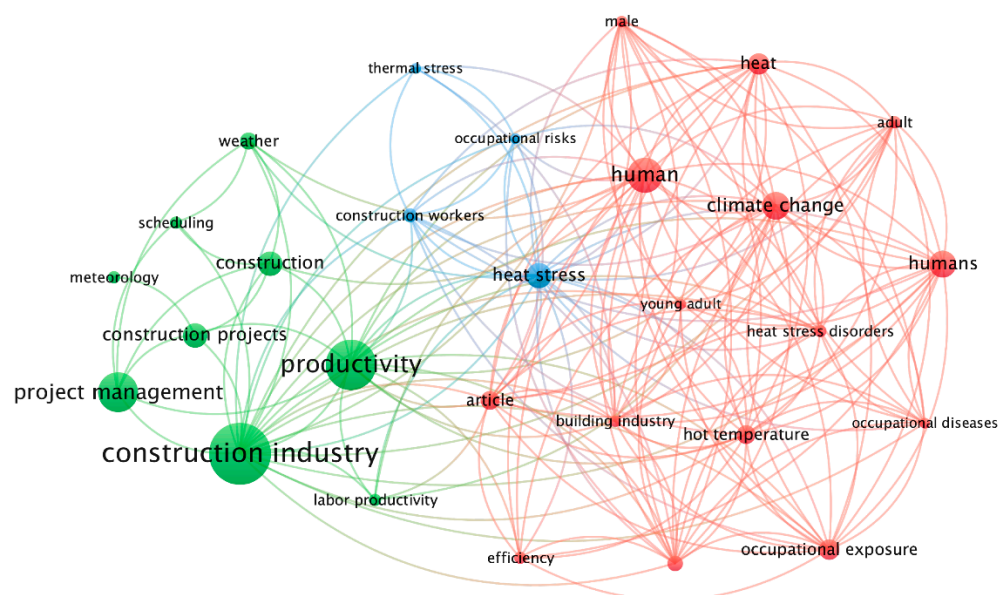 male
heat
thermal stress
adult
weather
occupational risks
human
climate change
construction workers
scheduling
construction
humans
meteorology
heat stress
young adult
construction projects
heat stress disorders
productivity
project management
article
building industry
hot temperature
occupational diseases
construction industry
labor productivity
efficiency
occupational exposure